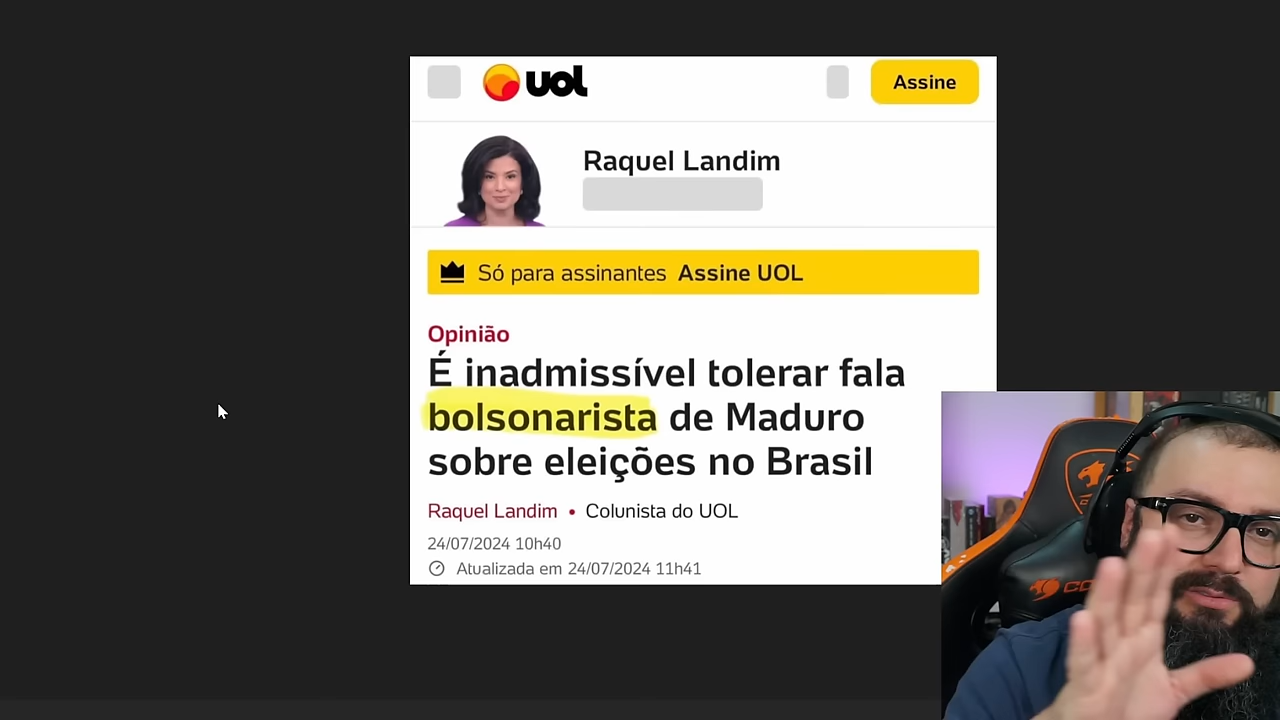 uol
Assine
Raquel Landim
Só para assinantes Assine UOL
Opinião
É inadmissível tolerar fala
bolsonarista de Maduro
sobre eleições no Brasil
Raquel Landim • Colunista do UOL
24/07/2024 10h40
Atualizada em 24/07/2024 11h41